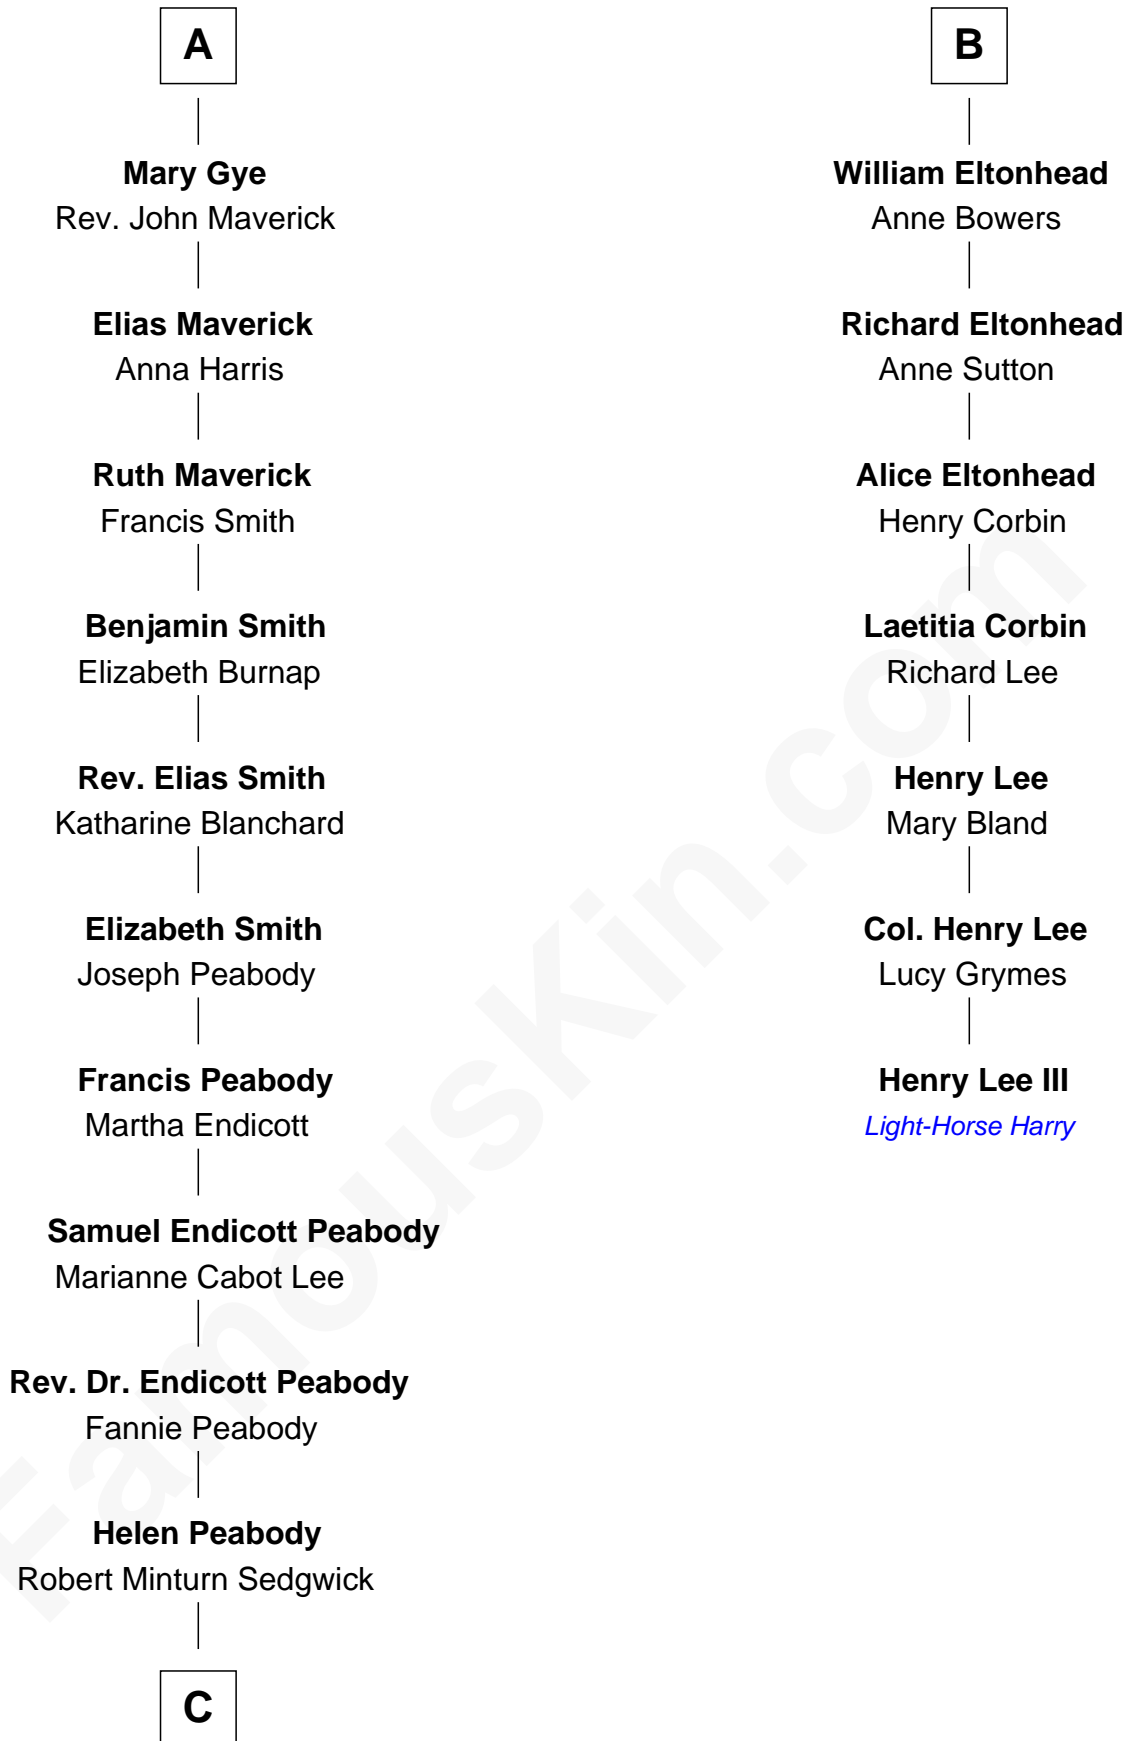 A
Mary Gye
Rev. John Maverick
Elias Maverick
Anna Harris
Ruth Maverick
Francis Smith
Benjamin Smith
Elizabeth Burnap
Rev. Elias Smith
Katharine Blanchard
Elizabeth Smith
Joseph Peabody
Francis Peabody
Martha Endicott
Samuel Endicott Peabody
Marianne Cabot Lee
Rev. Dr. Endicott Peabody
Fannie Peabody
Helen Peabody
Robert Minturn Sedgwick
C
B
William Eltonhead
Anne Bowers
Richard Eltonhead
Anne Sutton
Alice Eltonhead
Henry Corbin
Laetitia Corbin
Richard Lee
Henry Lee
Mary Bland
Col. Henry Lee
Lucy Grymes
Henry Lee III
Light-Horse Harry
FamousKin.com